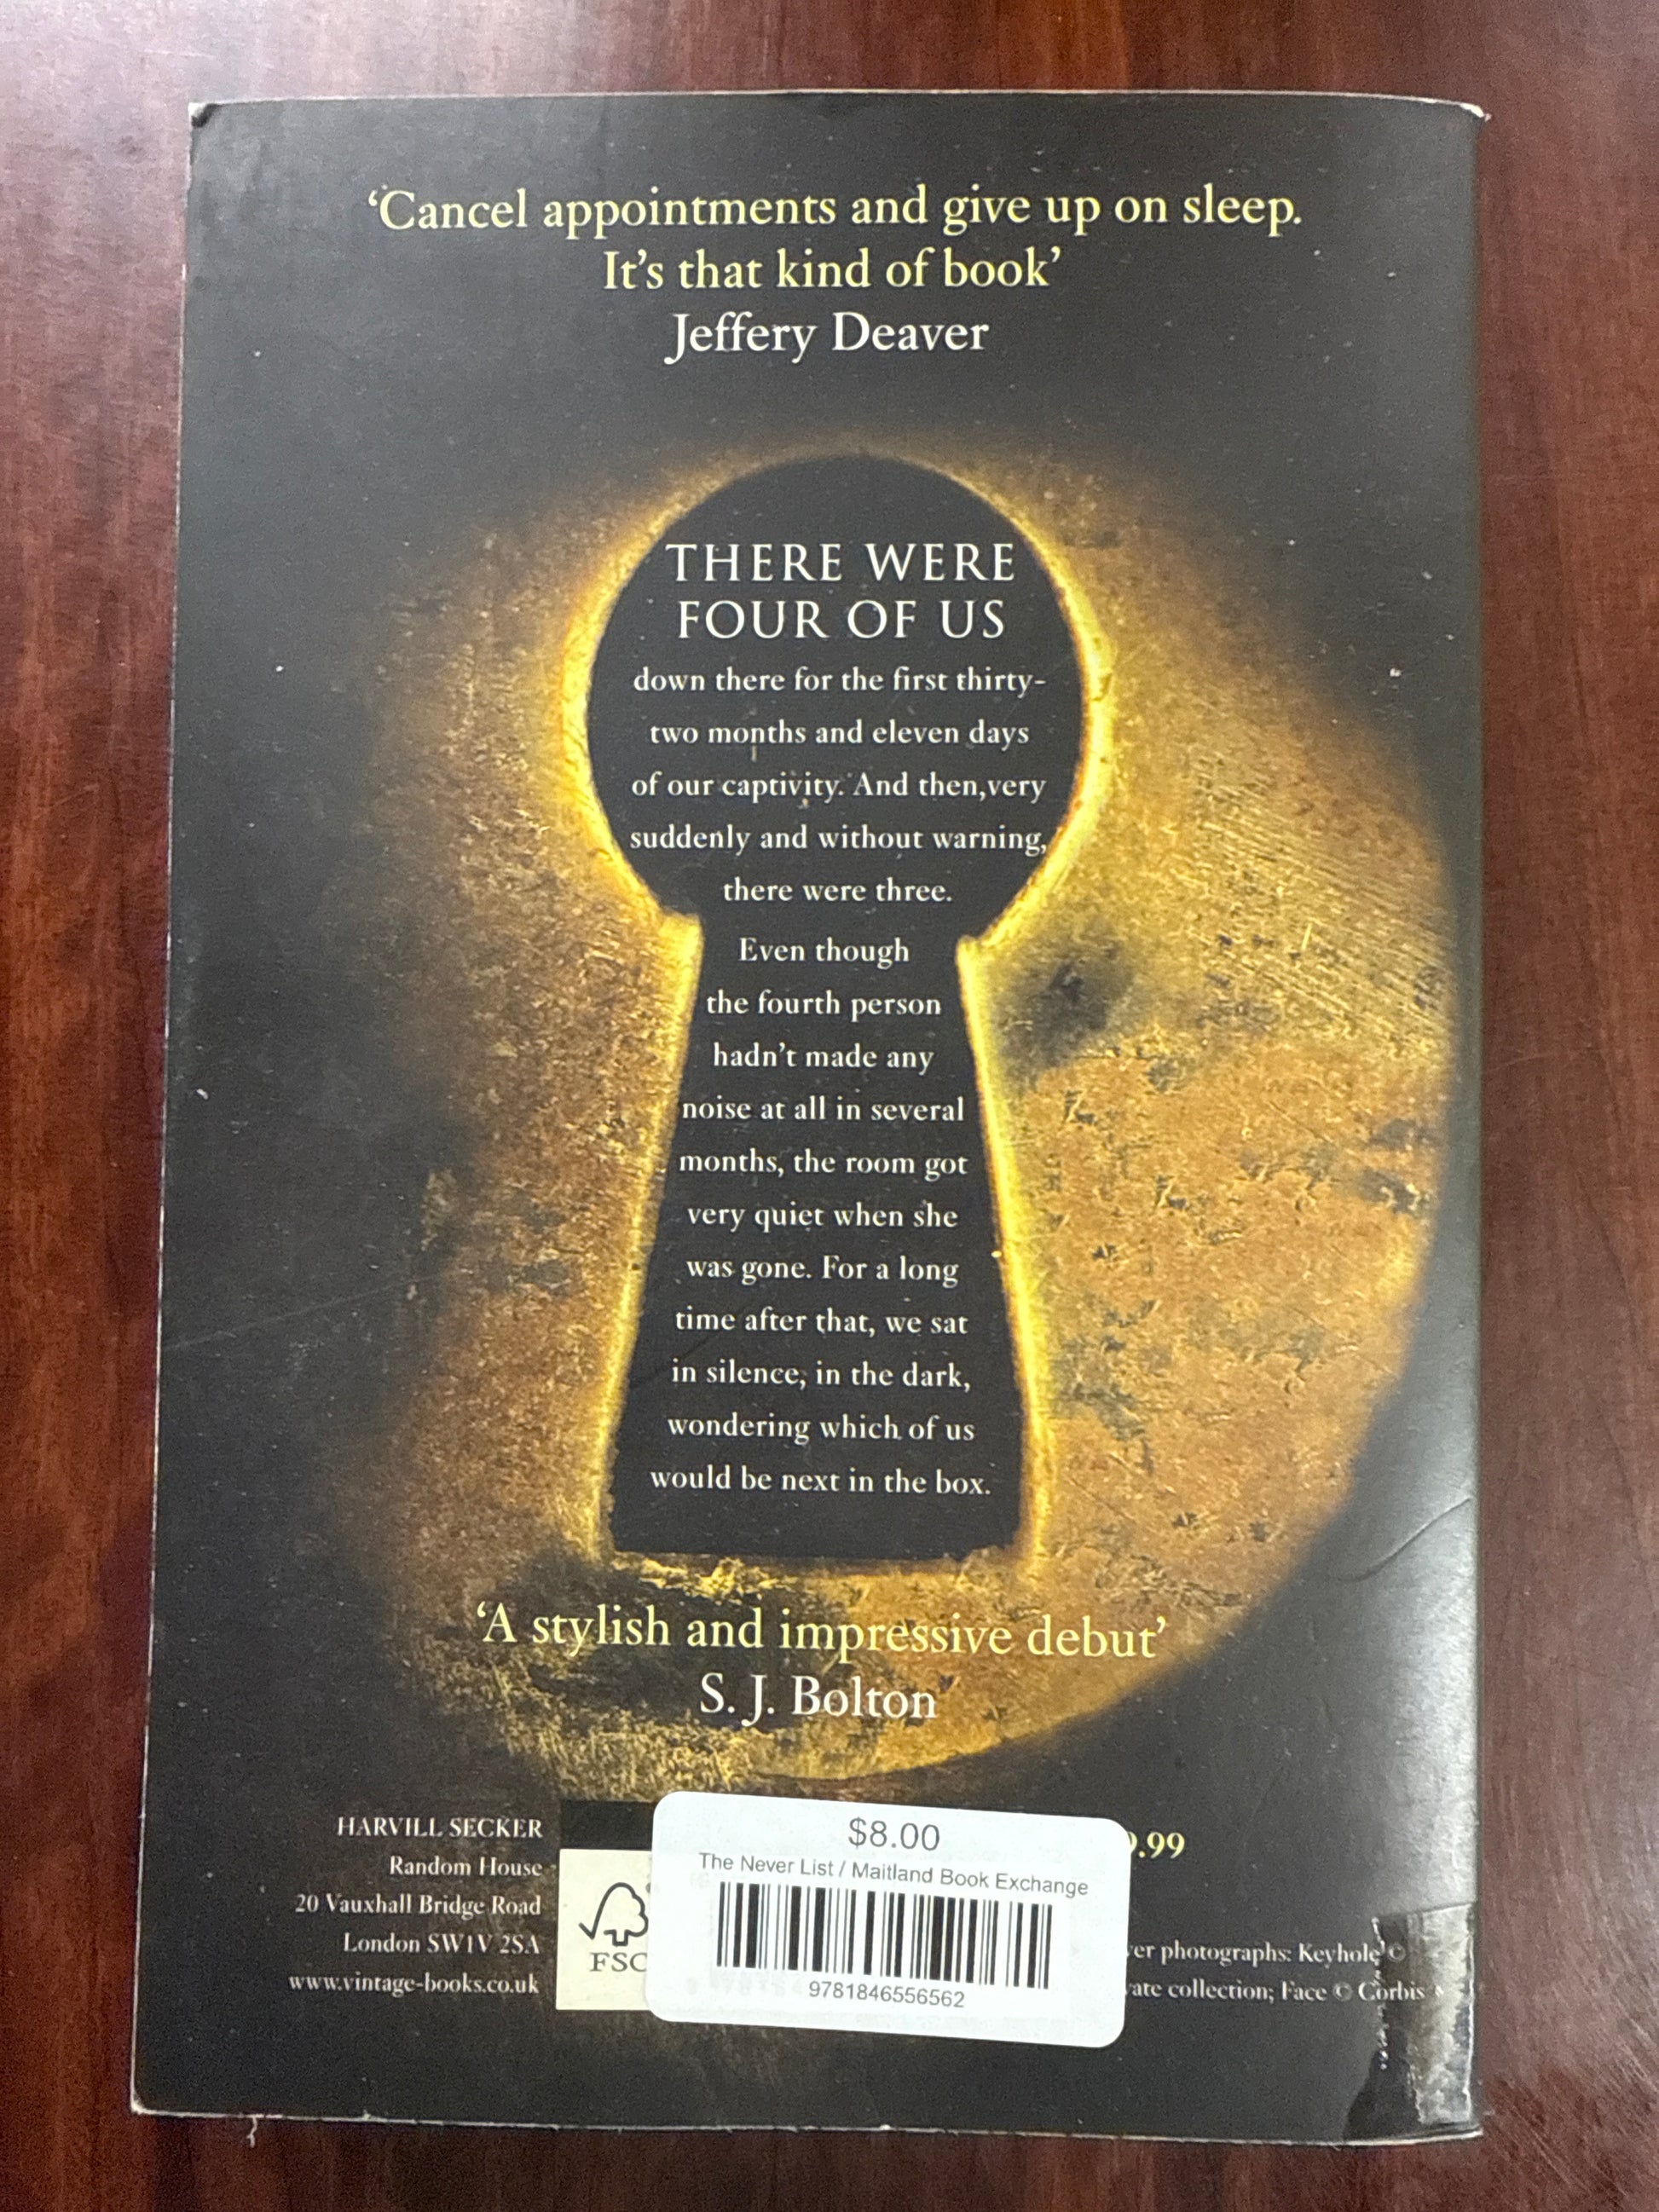 ‘Cancel appointments and give up on sleep.
It’s that kind of book’
Jeffery Deaver
THERE WERE
FOUR OF US
down there for the first thirty-
two months and eleven days
of our captivity. And then,very
suddenly and without warning,
there were three.
Even though
the fourth person
hadn’t made any
noise at all in several
months, the room got
very quiet when she
was gone. For a long
time after that, we sat
in silence, in the dark,
wondering which of us
would be next in the box.
‘A stylish and impressive debut’
S. J. Bolton
HARVILL SECKER
Random House
20 Vauxhall Bridge Road
London SW1V 2SA
www.vintage-books.co.uk
FSC
$8.00
The Never List / Maitland Book Exchange
9781846556562
.99
photographs: Keyhole ©
collection; Face © Corbis